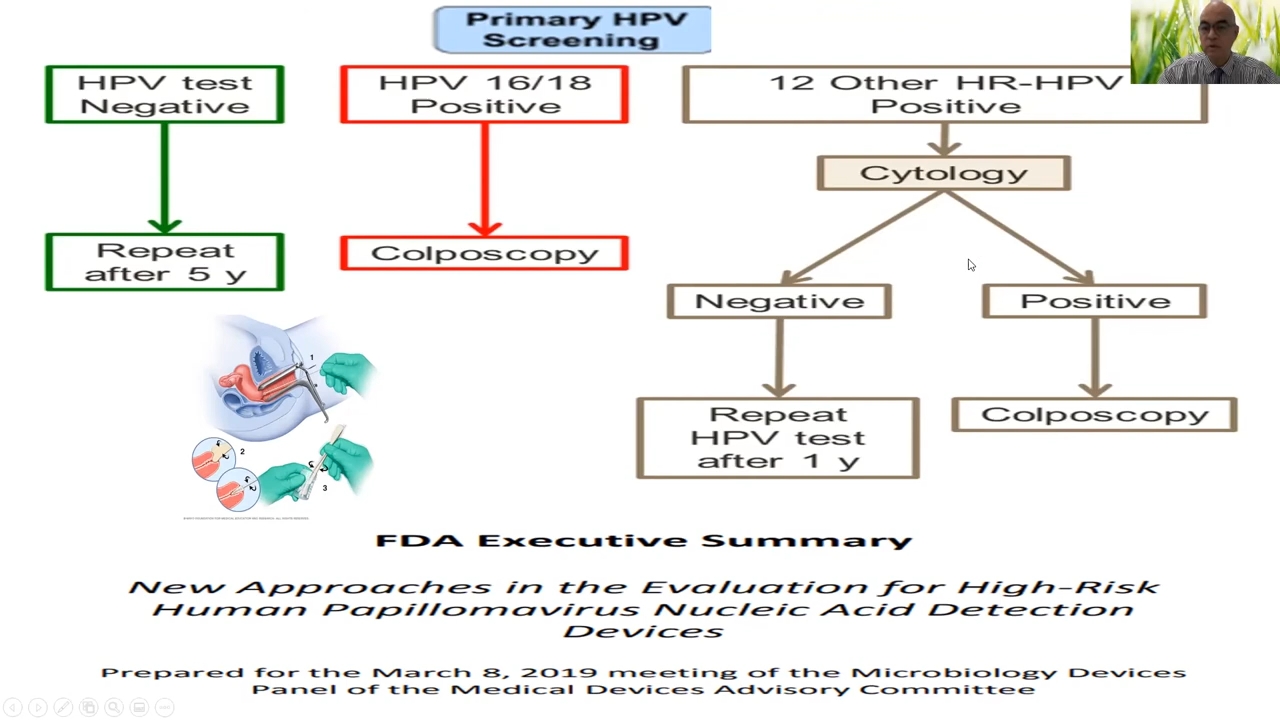 Primary HPV
Screening
HPV test
Negative
HPV 16/18
Positive
12 Other HR-HPV
Positive
Cytology
Repeat
after 5 y
Colposcopy
Negative
Positive
Repeat
HPV test
after 1 y
Colposcopy
1
2
3
FDA Executive Summary
New Approaches in the Evaluation for High-Risk
Human Papillomavirus Nucleic Acid Detection
Devices
Prepared for the March 8, 2019 meeting of the Microbiology Devices
Panel of the Medical Devices Advisory Committee